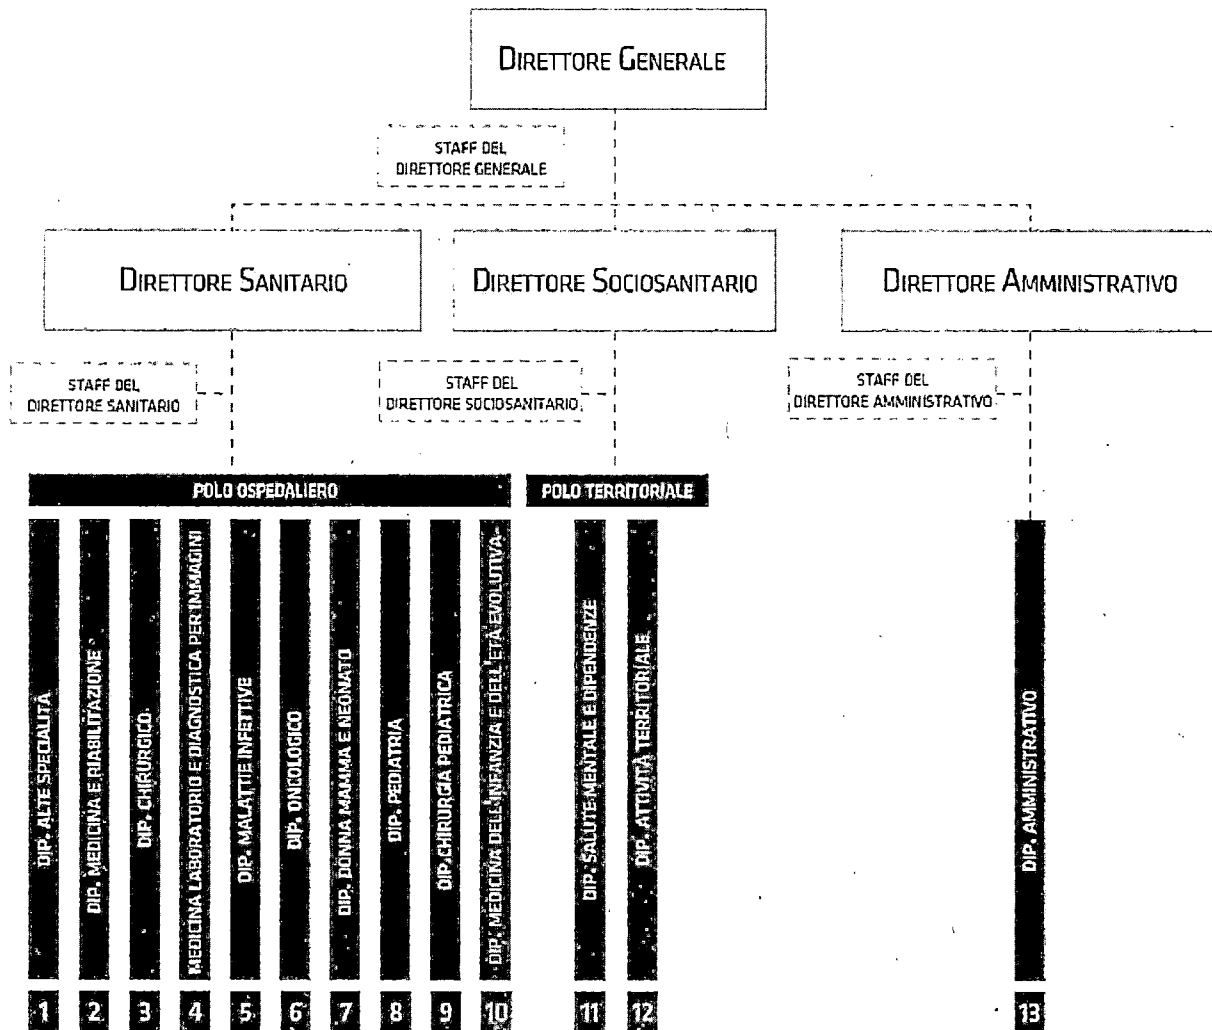 DIRETTORE GENERALE
STAFF DEL
DIRETTORE GENERALE
DIRETTORE SANITARIO
DIRETTORE SOCIOSANITARIO
DIRETTORE AMMINISTRATIVO
STAFF DEL
DIRETTORE SANITARIO
STAFF DEL
DIRETTORE SOCIOSANITARIO
STAFF DEL
DIRETTORE AMMINISTRATIVO
POLO OSPEDALIERO
POLO TERRITORIALE
DIP. ALTE SPECIALITÀ
DIP. MEDICINA E RIABILITAZIONE
DIP. CHIRURGICO
MEDICINA LABORATORIO E DIAGNOSTICA PER IMMAGINI
DIP. MALATTIE INFETTIVE
DIP. ONCOLOGICO
DIP. DONNA MAMMA E NEONATO
DIP. PEDIATRIA
DIP. CHIRURGIA PEDIATRICA
DIP. MEDICINA DELL'INFANZIA E DELL'ETÀ EVOLUTIVA
DIP. SALUTE MENTALE E DIPENDENZE
DIP. ATTIVITÀ TERRITORIALE
DIP. AMMINISTRATIVO
1 2 3 4 5 6 7 8 9 10 11 12 13